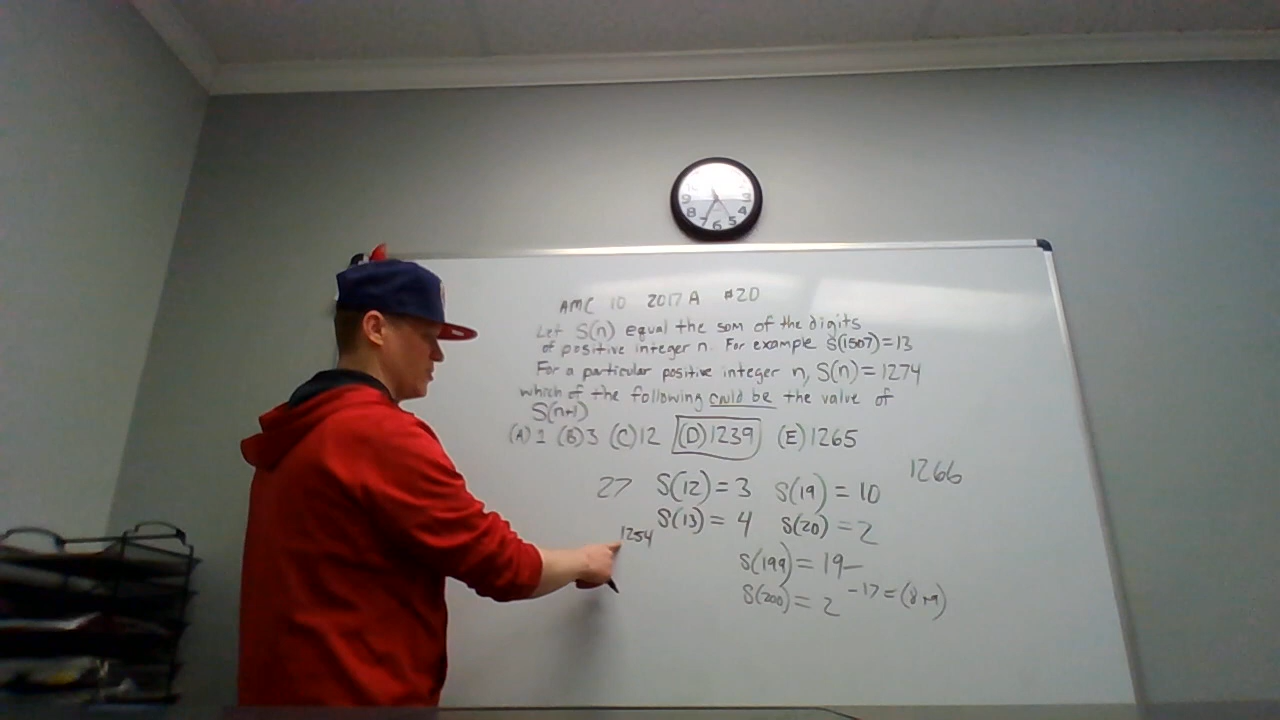 AMC 10 2017 A #20
Let S(n) equal the som of the digits
of positive integer n. For example S(1507)=13
For a particular positive integer n, S(n)=1274
which of the following could be the value of
S(n+1)
(A) 1 (B) 3 (C) 12 (D) 1239 (E) 1265
1266
27 S(12)=3 S(19)=10
S(13)=4 S(20)=2
1254
S(199)=19
S(200)=2 -17=(8+9)